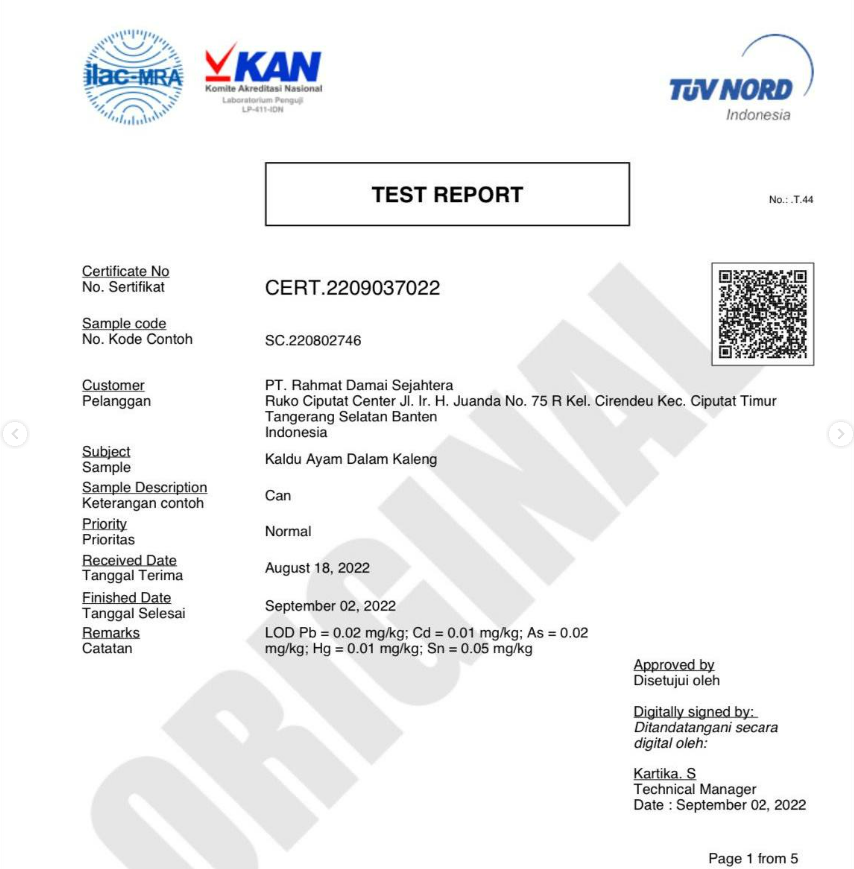 ilac-MRA
KAN
Komite Akreditasi Nasional
Laboratorium Penguji
LP-411-IDN
TÜV NORD
Indonesia
TEST REPORT
No.: .T.44
Certificate No
No. Sertifikat
CERT.2209037022
Sample code
No. Kode Contoh
SC.220802746
Customer
Pelanggan
PT. Rahmat Damai Sejahtera
Ruko Ciputat Center Jl. Ir. H. Juanda No. 75 R Kel. Cirendeu Kec. Ciputat Timur
Tangerang Selatan Banten
Indonesia
Subject
Sample
Kaldu Ayam Dalam Kaleng
Sample Description
Keterangan contoh
Can
Priority
Prioritas
Normal
Received Date
Tanggal Terima
August 18, 2022
Finished Date
Tanggal Selesai
September 02, 2022
Remarks
Catatan
LOD Pb = 0.02 mg/kg; Cd = 0.01 mg/kg; As = 0.02
mg/kg; Hg = 0.01 mg/kg; Sn = 0.05 mg/kg
ORIGINAL
Approved by
Disetujui oleh
Digitally signed by:
Ditandatangani secara
digital oleh:
Kartika. S
Technical Manager
Date : September 02, 2022
Page 1 from 5